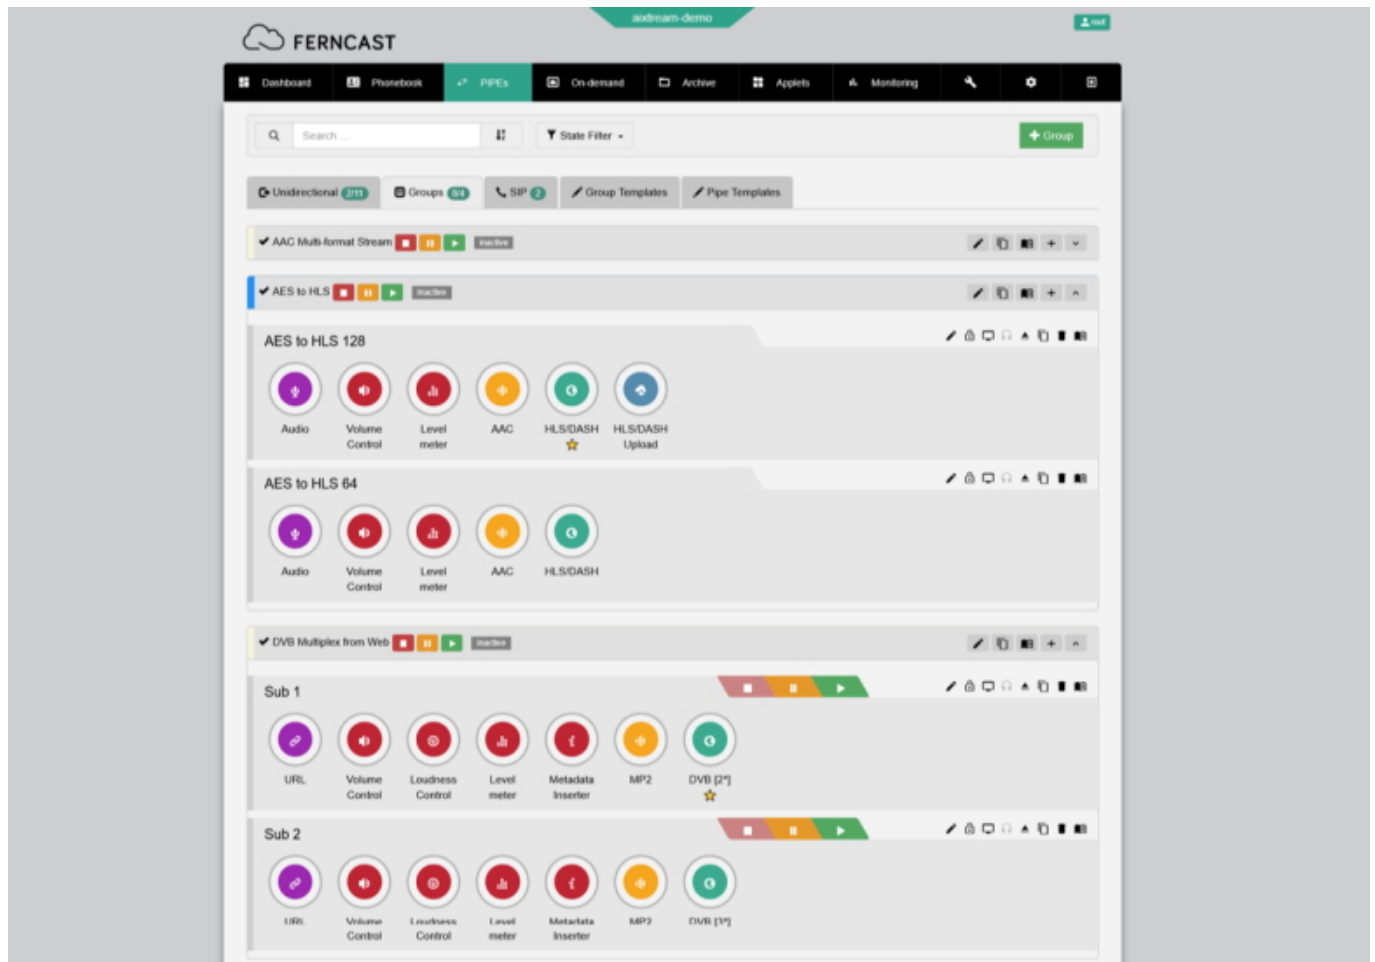 aixtream-demo
root
FERNCAST
Dashboard Phonebook PIPEs On-demand Archive Applets Monitoring
Search ... State Filter Group
Unidirectional 2/11 Groups 0/4 SIP 2 Group Templates Pipe Templates
AAC Multi-format Stream inactive
AES to HLS inactive
AES to HLS 128
Audio Volume Level AAC HLS/DASH HLS/DASH
Control meter Upload
AES to HLS 64
Audio Volume Level AAC HLS/DASH
Control meter
DVB Multiplex from Web inactive
Sub 1
URL Volume Loudness Level Metadata MP2 DVB [2*]
Control Control meter Inserter
Sub 2
URL Volume Loudness Level Metadata MP2 DVB [3*]
Control Control meter Inserter